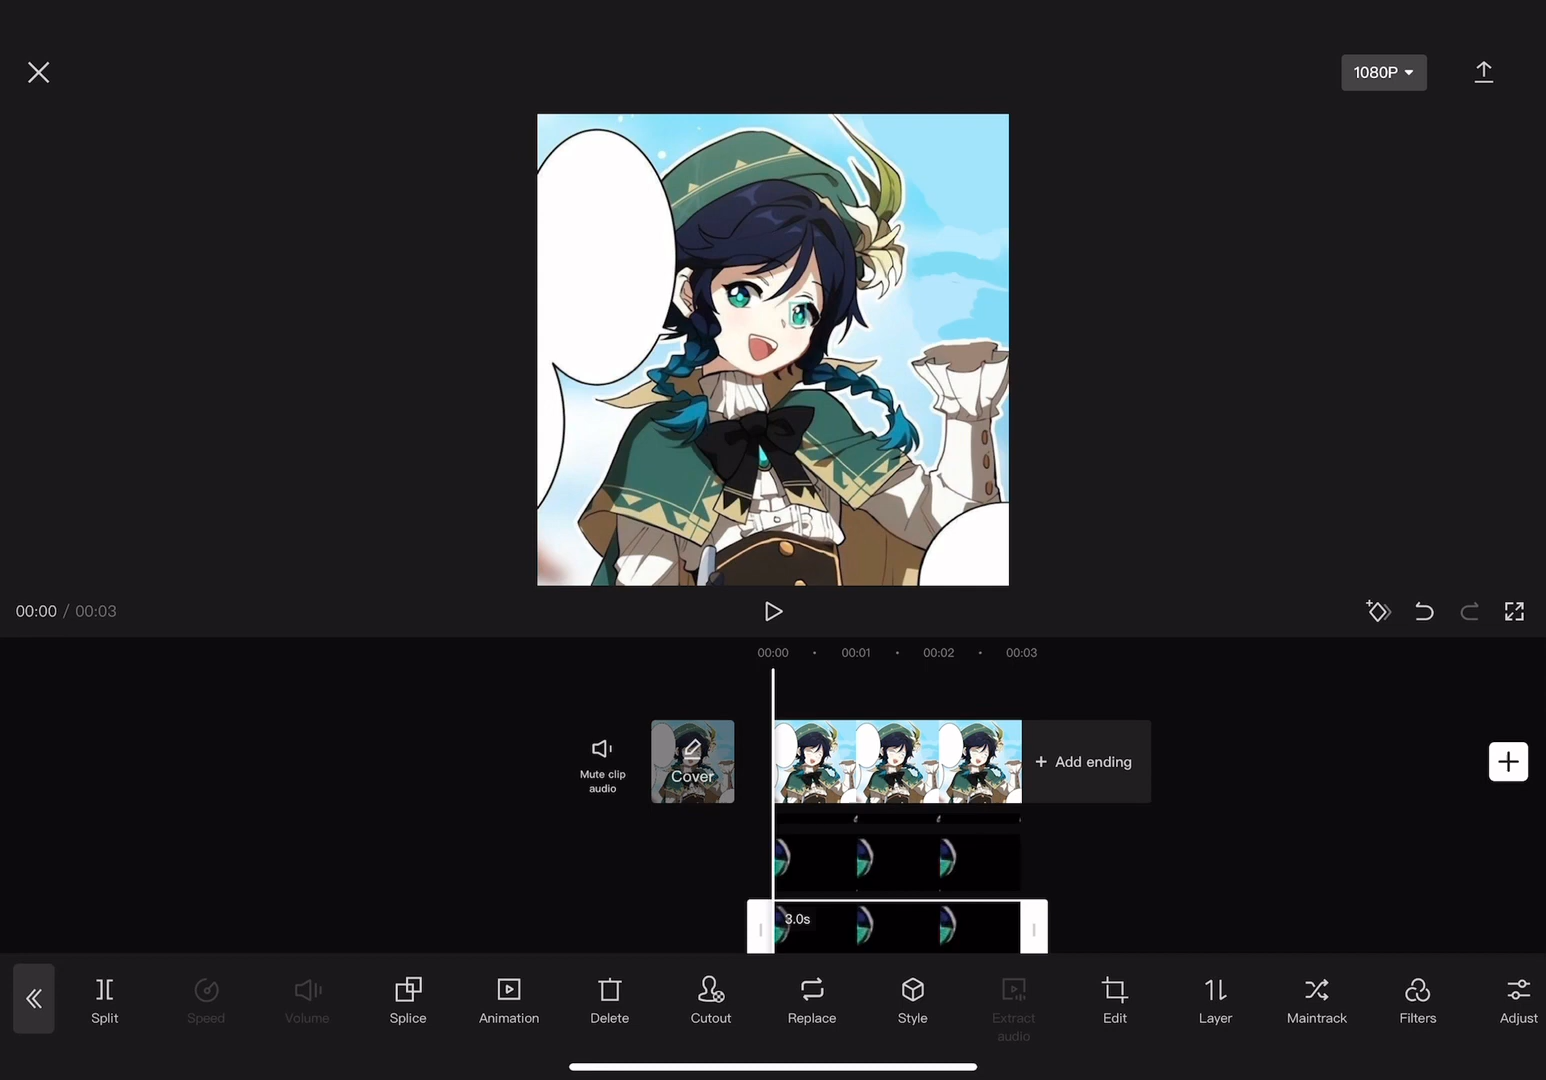 1080P
00:00 / 00:03
00:00 00:01 00:02 00:03
Mute clip
audio
Cover
+ Add ending
3.0s
Split
Speed
Volume
Splice
Animation
Delete
Cutout
Replace
Style
Extract
audio
Edit
Layer
Maintrack
Filters
Adjust